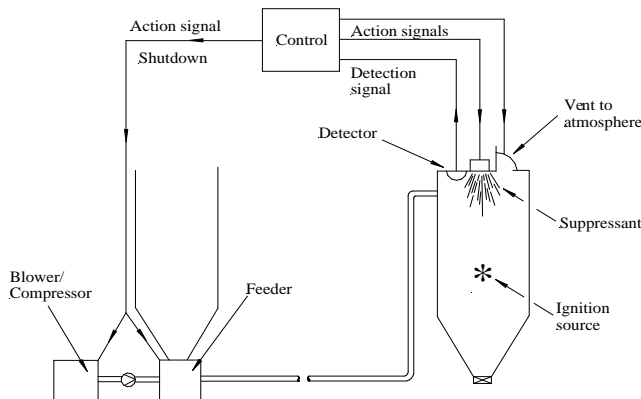 Action signal
Control
Action signals
Shutdown
Detection
signal
Vent to
atmosphere
Detector
Suppressant
Blower/
Compressor
Feeder
Ignition
source